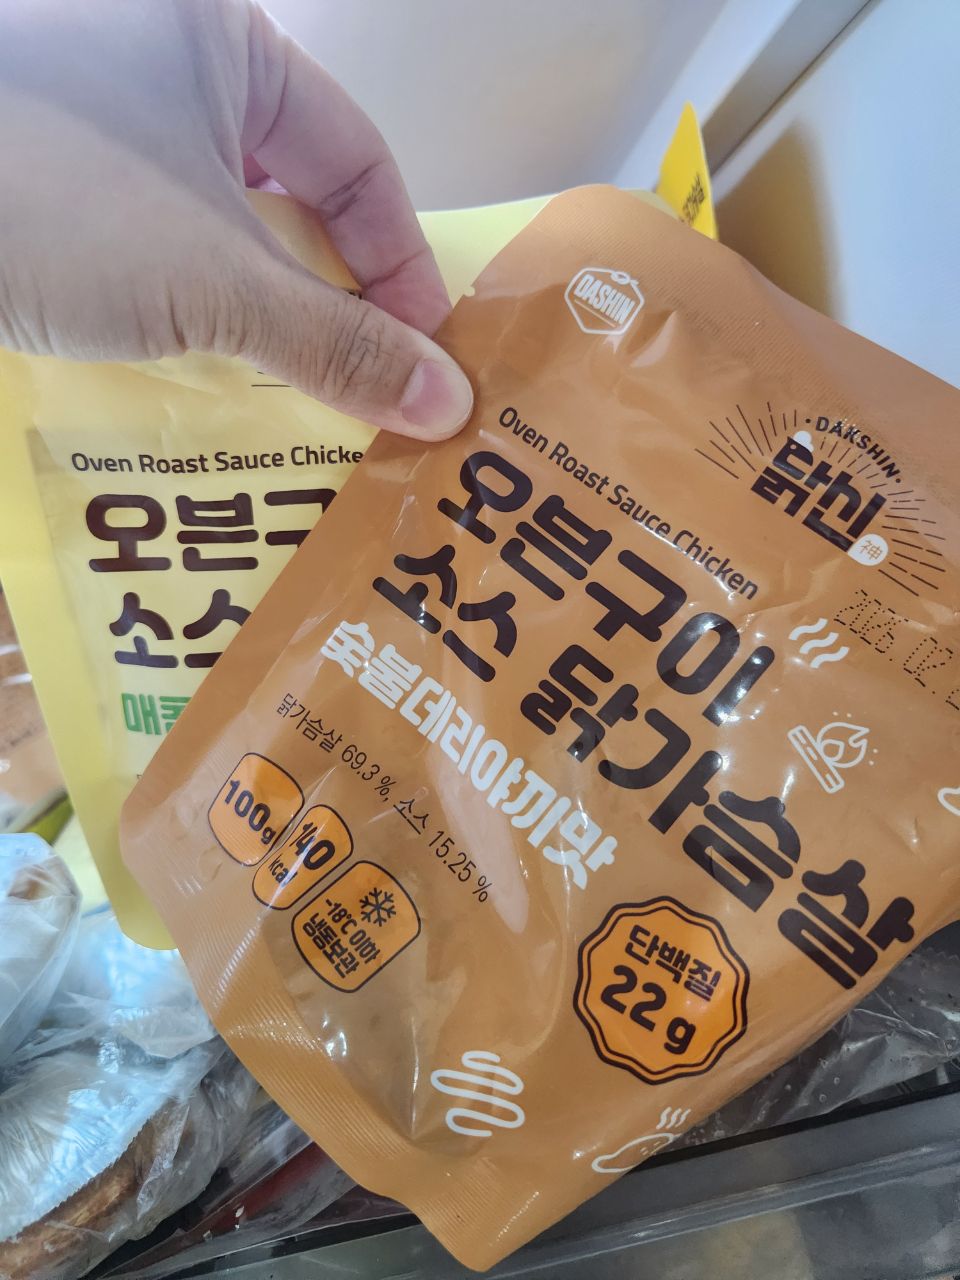 Oven Roast Sauce Chicke
오븐구
소스
매
DASHIN
·DAKSHIN·
닭신
神
Oven Roast Sauce Chicken
오븐구이
소스 닭가슴살
숯불데리야끼맛
닭가슴살 69.3 %, 소스 15.25 %
100g
140
kcal
-18℃ 이하
냉동보관
단백질
22 g